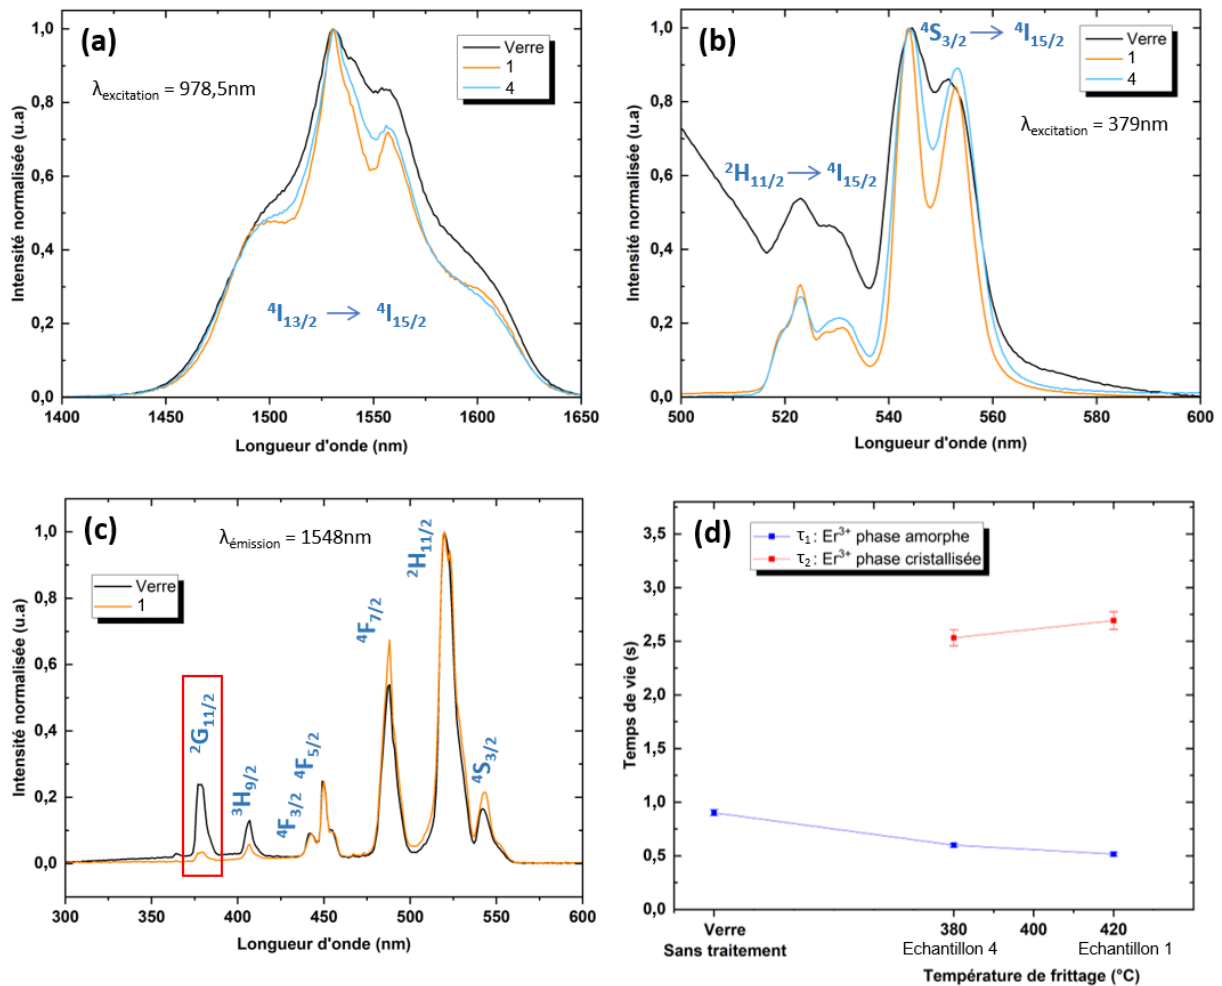 (a)
λexcitation = 978,5nm
Verre
1
4
⁴I₁₃/₂ → ⁴I₁₅/₂
Intensité normalisée (u.a)
1,0
0,8
0,6
0,4
0,2
0,0
1400 1450 1500 1550 1600 1650
Longueur d'onde (nm)
(b)
⁴S₃/₂ → ⁴I₁₅/₂
Verre
1
4
λexcitation = 379nm
²H₁₁/₂ → ⁴I₁₅/₂
Intensité normalisée (u.a)
1,0
0,8
0,6
0,4
0,2
0,0
500 520 540 560 580 600
Longueur d'onde (nm)
(c)
λémission = 1548nm
Verre
1
²G₁₁/₂
³H₉/₂
⁴F₃/₂
⁴F₅/₂
⁴F₇/₂
²H₁₁/₂
⁴S₃/₂
Intensité normalisée (u.a)
1,0
0,8
0,6
0,4
0,2
0,0
300 350 400 450 500 550 600
Longueur d'onde (nm)
(d)
τ₁ : Er³⁺ phase amorphe
τ₂ : Er³⁺ phase cristallisée
Temps de vie (s)
3,5
3,0
2,5
2,0
1,5
1,0
0,5
0,0
Verre 380 400 420
Sans traitement Echantillon 4 Echantillon 1
Température de frittage (°C)